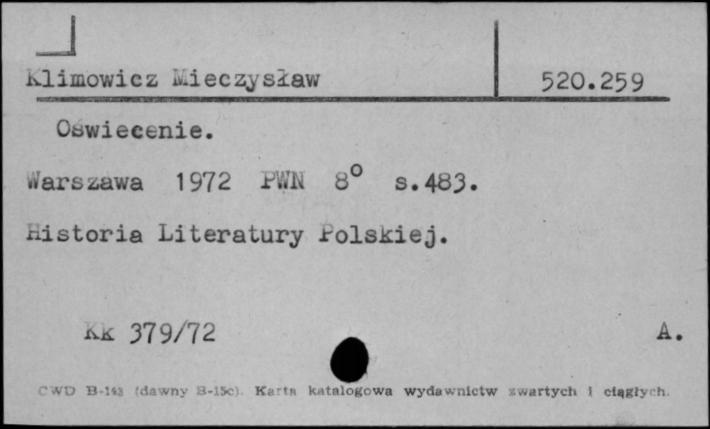 Klimowicz Mieczysław 520.259
Oświecenie.
Warszawa 1972 PWN 8° s.483.
Historia Literatury Polskiej.
Kk 379/72 A.
CWD B-143 (dawny B-15c). Karta katalogowa wydawnictw zwartych i ciągłych.